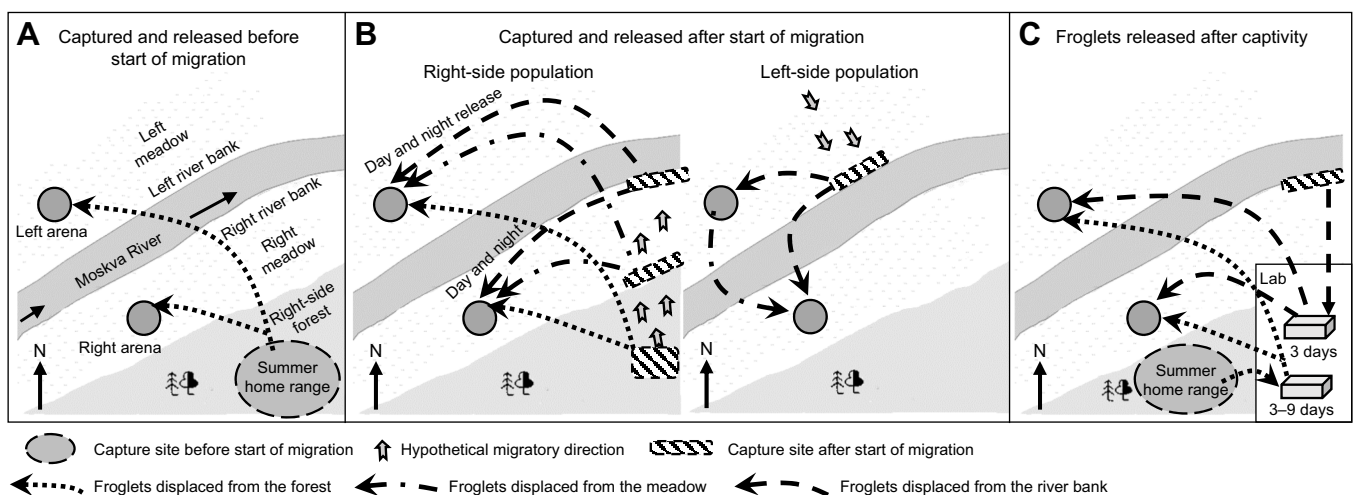 A
Captured and released before
start of migration
Left
meadow
Left river bank
Right river bank
Left arena
Moskva River
Right
meadow
Right-side
forest
Right arena
N
Summer
home range
B
Captured and released after start of migration
Right-side population
Left-side population
Day and night release
Day and night
N
N
C
Froglets released after captivity
Lab
3 days
N
Summer
home range
3–9 days
Capture site before start of migration
Hypothetical migratory direction
Capture site after start of migration
Froglets displaced from the forest
Froglets displaced from the meadow
Froglets displaced from the river bank